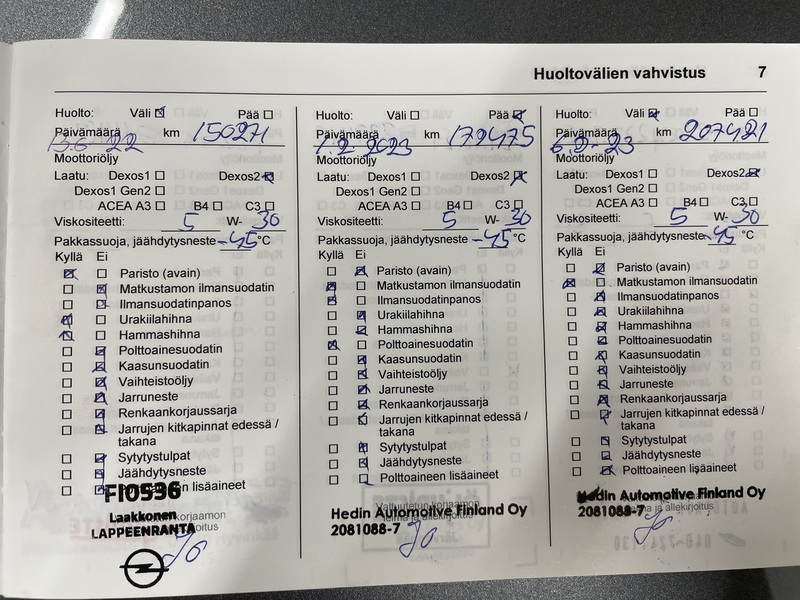 Huoltovälien vahvistus 7
Huolto: Väli Pää
Päivämäärä 13.6.22 km 150271
Moottoriöljy
Laatu: Dexos1 Dexos2
Dexos1 Gen2
ACEA A3 B4 C3
Viskositeetti: 5 W- 30
Pakkassuoja, jäähdytysneste -45 °C
Kyllä Ei
Paristo (avain)
Matkustamon ilmansuodatin
Ilmansuodatinpanos
Urakiilahihna
Hammashihna
Polttoainesuodatin
Kaasunsuodatin
Vaihteistoöljy
Jarruneste
Renkaankorjaussarja
Jarrujen kitkapinnat edessä /
takana
Sytytystulpat
Jäähdytysneste
lisäaineet
FI0536
Laakkonen
LAPPEENRANTA
Huolto: Väli Pää
Päivämäärä 1.2.2023 km 179475
Moottoriöljy
Laatu: Dexos1 Dexos2
Dexos1 Gen2
ACEA A3 B4 C3
Viskositeetti: 5 W- 30
Pakkassuoja, jäähdytysneste -45 °C
Kyllä Ei
Paristo (avain)
Matkustamon ilmansuodatin
Ilmansuodatinpanos
Urakiilahihna
Hammashihna
Polttoainesuodatin
Kaasunsuodatin
Vaihteistoöljy
Jarruneste
Renkaankorjaussarja
Jarrujen kitkapinnat edessä /
takana
Sytytystulpat
Jäähdytysneste
Polttoaineen lisäaineet
Hedin Automotive Finland Oy
2081088-7
Huolto: Väli Pää
Päivämäärä km 207421
Moottoriöljy
Laatu: Dexos1 Dexos2
Dexos1 Gen2
ACEA A3 B4 C3
Viskositeetti: 5 W- 30
Pakkassuoja, jäähdytysneste -45 °C
Kyllä Ei
Paristo (avain)
Matkustamon ilmansuodatin
Ilmansuodatinpanos
Urakiilahihna
Hammashihna
Polttoainesuodatin
Kaasunsuodatin
Vaihteistoöljy
Jarruneste
Renkaankorjaussarja
Jarrujen kitkapinnat edessä /
takana
Sytytystulpat
Jäähdytysneste
Polttoaineen lisäaineet
Hedin Automotive Finland Oy
2081088-7